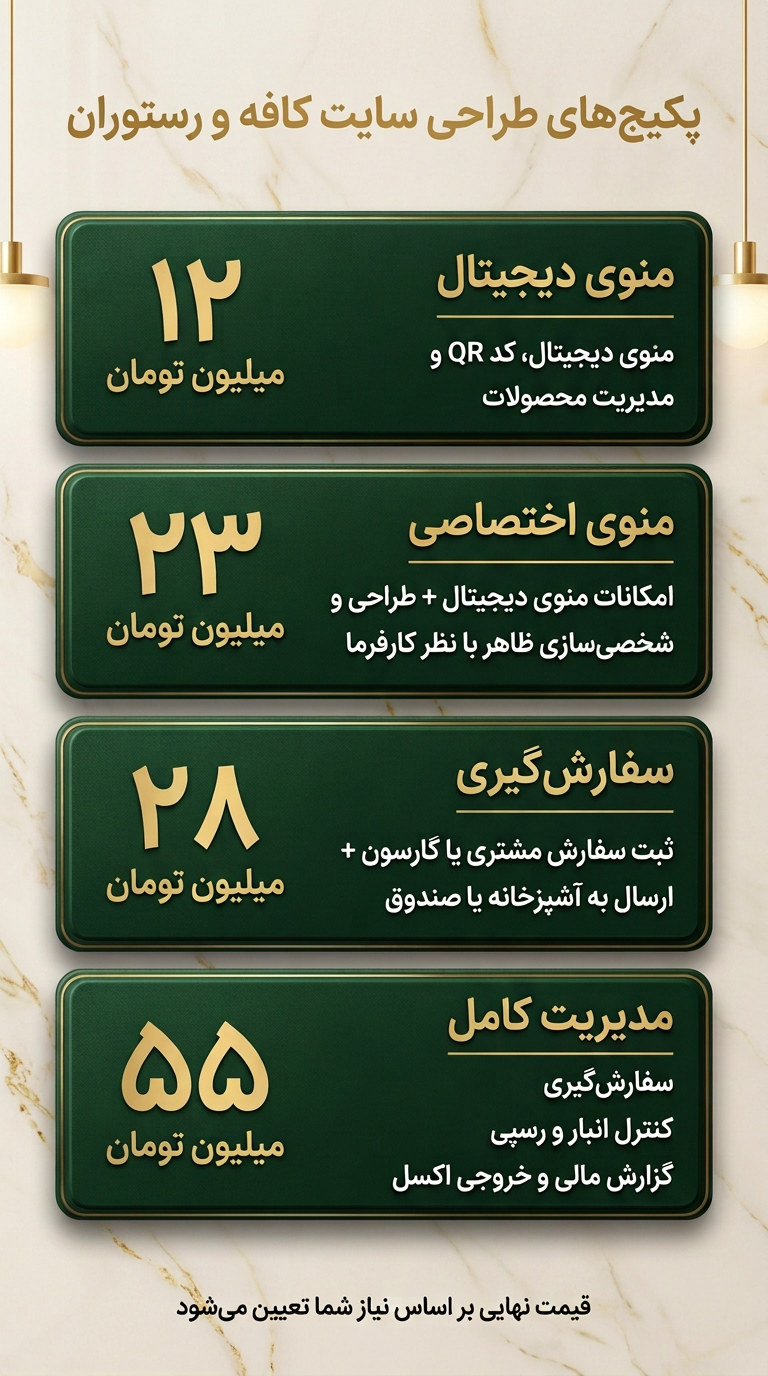 پکیج‌های طراحی سایت کافه و رستوران
منوی دیجیتال
منوی دیجیتال، کد QR و
مدیریت محصولات
۱۲
میلیون تومان
منوی اختصاصی
امکانات منوی دیجیتال + طراحی و
شخصی‌سازی ظاهر با نظر کارفرما
۲۳
میلیون تومان
سفارش‌گیری
ثبت سفارش مشتری یا گارسون +
ارسال به آشپزخانه یا صندوق
۲۸
میلیون تومان
مدیریت کامل
سفارش‌گیری
کنترل انبار و رسپی
گزارش مالی و خروجی اکسل
۵۵
میلیون تومان
قیمت نهایی بر اساس نیاز شما تعیین می‌شود